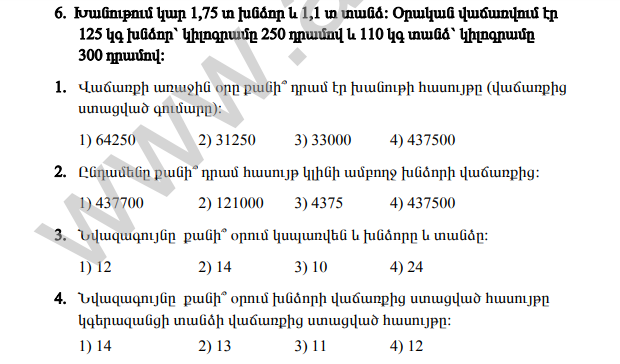 6. Խանութում կար 1,75 տ խնձոր և 1,1 տ տանձ: Օրական վաճառվում էր
125 կգ խնձոր՝ կիլոգրամը 250 դրամով և 110 կգ տանձ՝ կիլոգրամը
300 դրամով:
1. Վաճառքի առաջին օրը քանի՞ դրամ էր խանութի հասույթը (վաճառքից
ստացված գումարը):
1) 64250 2) 31250 3) 33000 4) 437500
2. Ընդամենը քանի՞ դրամ հասույթ կլինի ամբողջ խնձորի վաճառքից:
1) 437700 2) 121000 3) 4375 4) 437500
3. Նվազագույնը քանի՞ օրում կսպառվեն և խնձորը և տանձը:
1) 12 2) 14 3) 10 4) 24
4. Նվազագույնը քանի՞ օրում խնձորի վաճառքից ստացված հասույթը
կգերազանցի տանձի վաճառքից ստացված հասույթը:
1) 14 2) 13 3) 11 4) 12
www.a